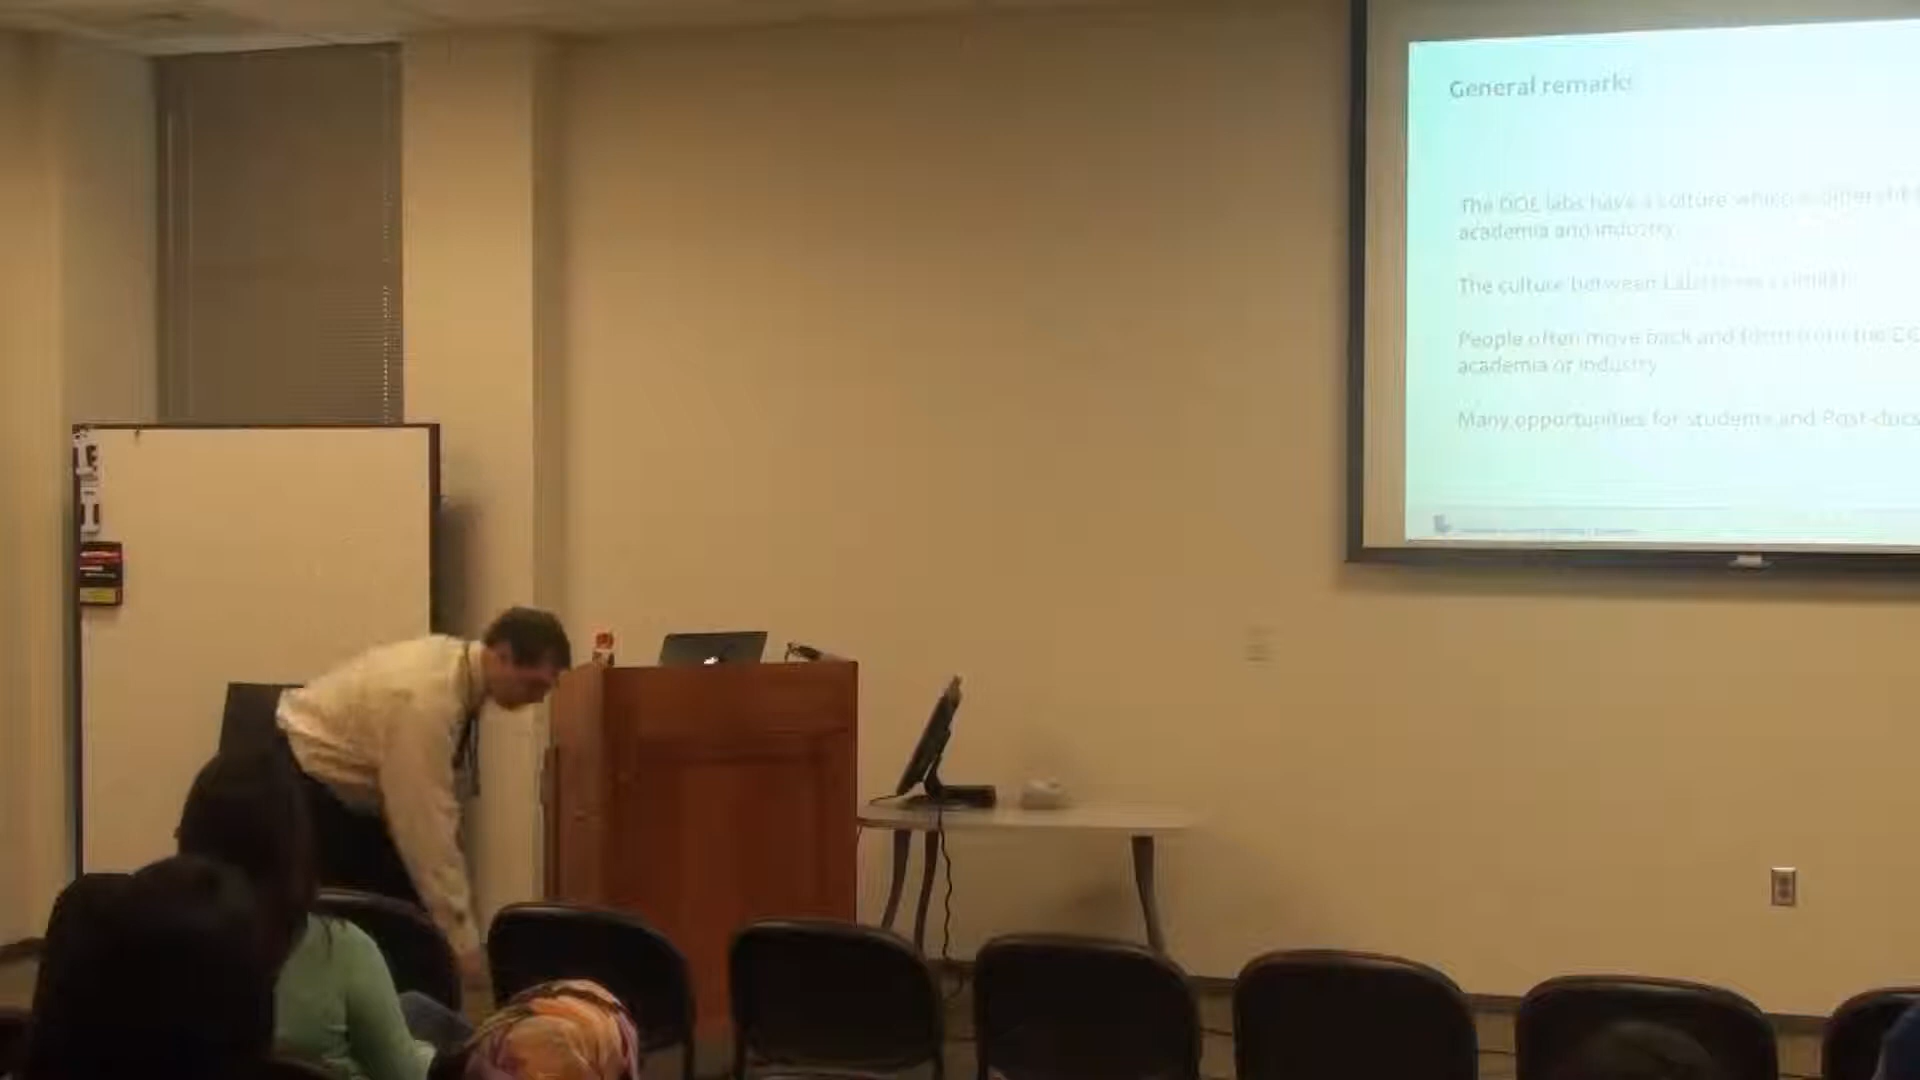 General remarks
The DOE labs have a culture which is different
academia and industry
The culture between Labs
People often move back and forth from the DO
academia or industry
Many opportunities for students and Post-docs